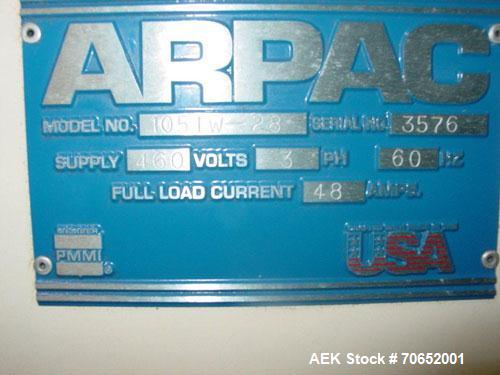 ARPAC
MODEL NO. 105TW-28 SERIAL NO. 3576
SUPPLY 460 VOLTS 3 PH 60 HZ
FULL LOAD CURRENT 48 AMPS.
PMMI ®
USA
AEK Stock # 70652001